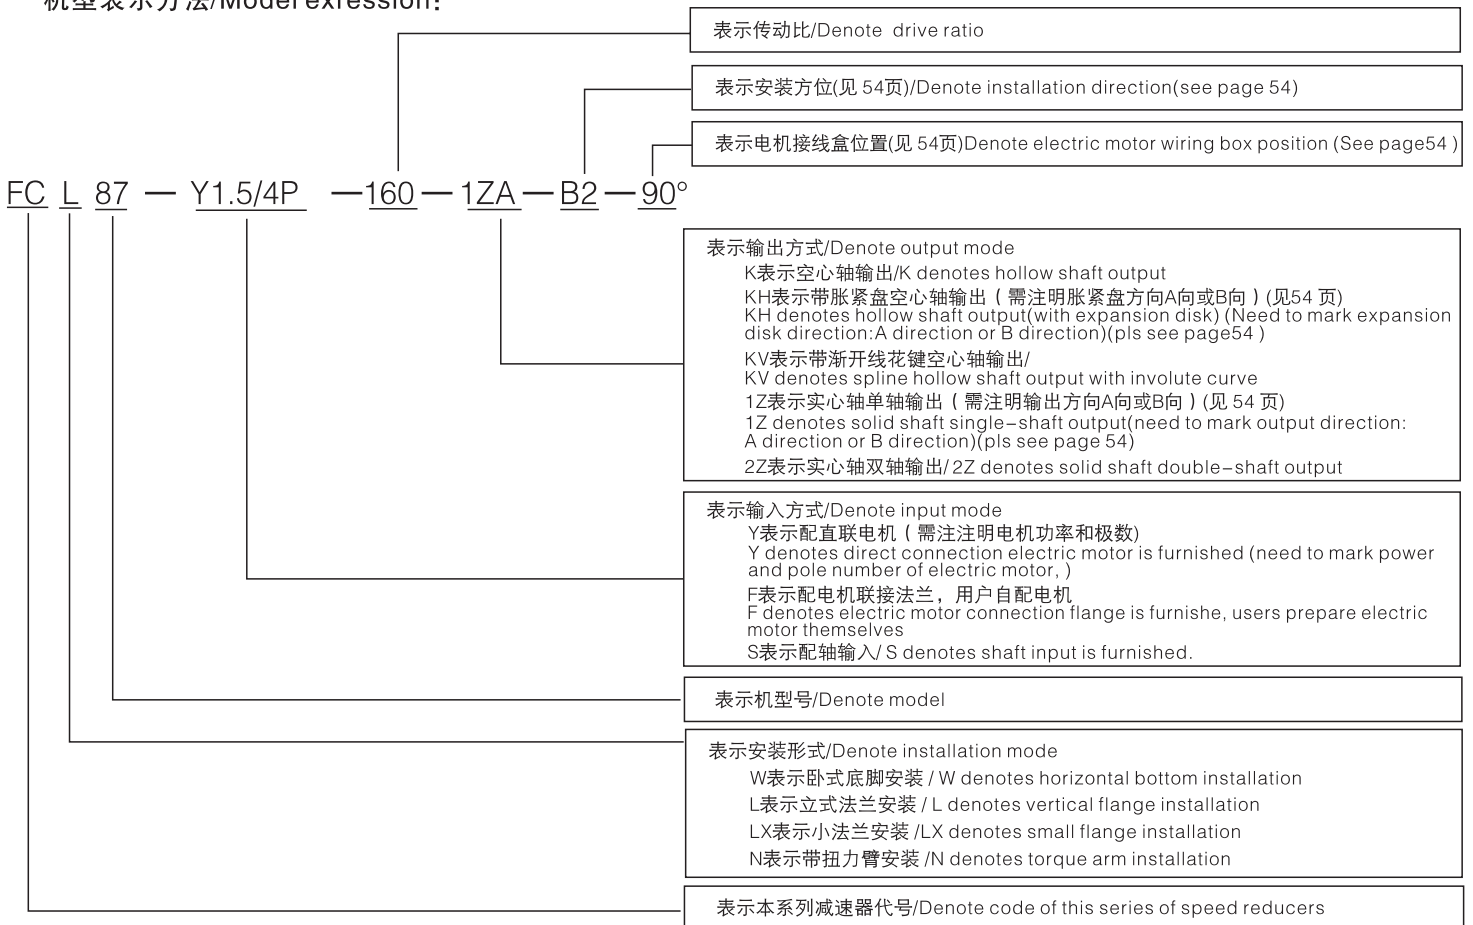 机型表示方法/Model exression:
表示传动比/Denote drive ratio
表示安装方位(见 54页)/Denote installation direction(see page 54)
表示电机接线盒位置(见 54页)Denote electric motor wiring box position (See page54 )
FC L 87 — Y1.5/4P —160—1ZA—B2—90°
表示输出方式/Denote output mode
K表示空心轴输出/K denotes hollow shaft output
KH表示带胀紧盘空心轴输出（需注明胀紧盘方向A向或B向）(见54 页)
KH denotes hollow shaft output(with expansion disk) (Need to mark expansion
disk direction:A direction or B direction)(pls see page54 )
KV表示带渐开线花键空心轴输出/
KV denotes spline hollow shaft output with involute curve
1Z表示实心轴单轴输出（需注明输出方向A向或B向）(见 54 页)
1Z denotes solid shaft single-shaft output(need to mark output direction:
A direction or B direction)(pls see page 54)
2Z表示实心轴双轴输出/ 2Z denotes solid shaft double-shaft output
表示输入方式/Denote input mode
Y表示配直联电机（需注注明电机功率和极数)
Y denotes direct connection electric motor is furnished (need to mark power
and pole number of electric motor, )
F表示配电机联接法兰，用户自配电机
F denotes electric motor connection flange is furnishe, users prepare electric
motor themselves
S表示配轴输入/ S denotes shaft input is furnished.
表示机型号/Denote model
表示安装形式/Denote installation mode
W表示卧式底脚安装 / W denotes horizontal bottom installation
L表示立式法兰安装 / L denotes vertical flange installation
LX表示小法兰安装 /LX denotes small flange installation
N表示带扭力臂安装 /N denotes torque arm installation
表示本系列减速器代号/Denote code of this series of speed reducers